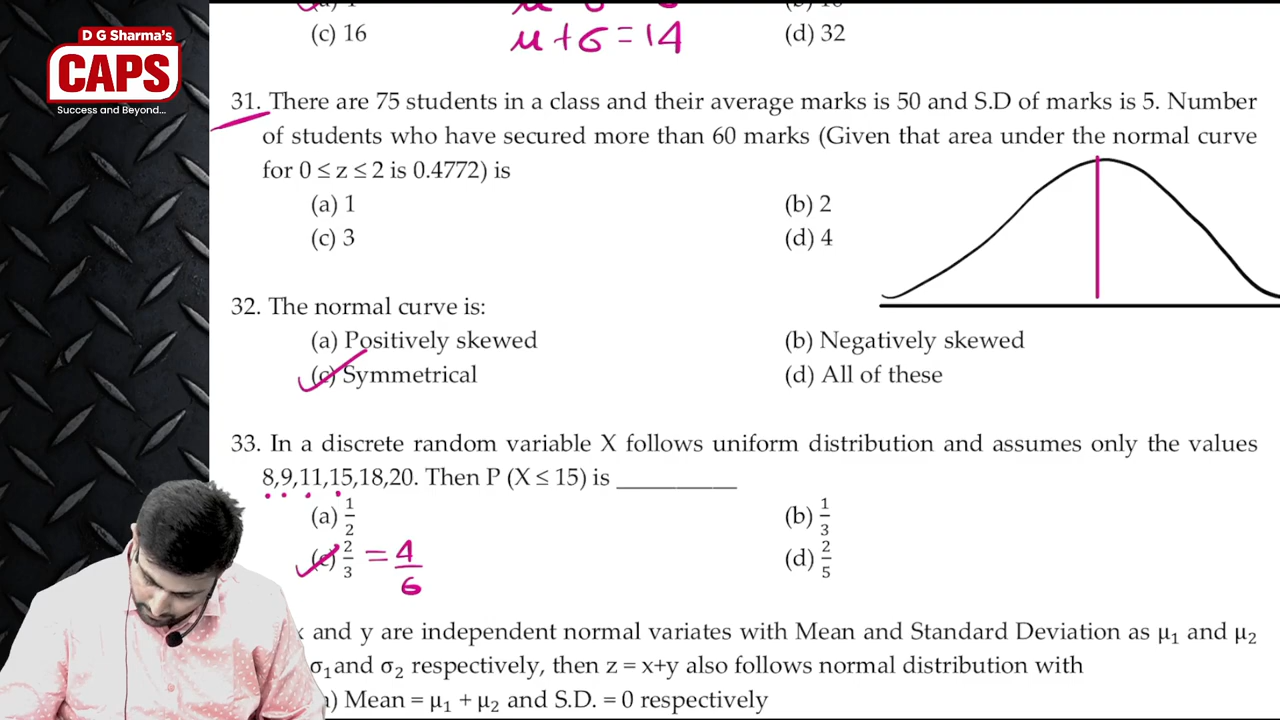 (c) 16
μ + σ = 14
(d) 32
D G Sharma's
CAPS
Success and Beyond...
31. There are 75 students in a class and their average marks is 50 and S.D of marks is 5. Number
of students who have secured more than 60 marks (Given that area under the normal curve
for 0 ≤ z ≤ 2 is 0.4772) is
(a) 1
(b) 2
(c) 3
(d) 4
32. The normal curve is:
(a) Positively skewed
(b) Negatively skewed
(c) Symmetrical
(d) All of these
33. In a discrete random variable X follows uniform distribution and assumes only the values
8,9,11,15,18,20. Then P (X ≤ 15) is __________
(a) 1/2
(b) 1/3
(c) 2/3 = 4/6
(d) 2/5
x and y are independent normal variates with Mean and Standard Deviation as μ₁ and μ₂
σ₁and σ₂ respectively, then z = x+y also follows normal distribution with
) Mean = μ₁ + μ₂ and S.D. = 0 respectively